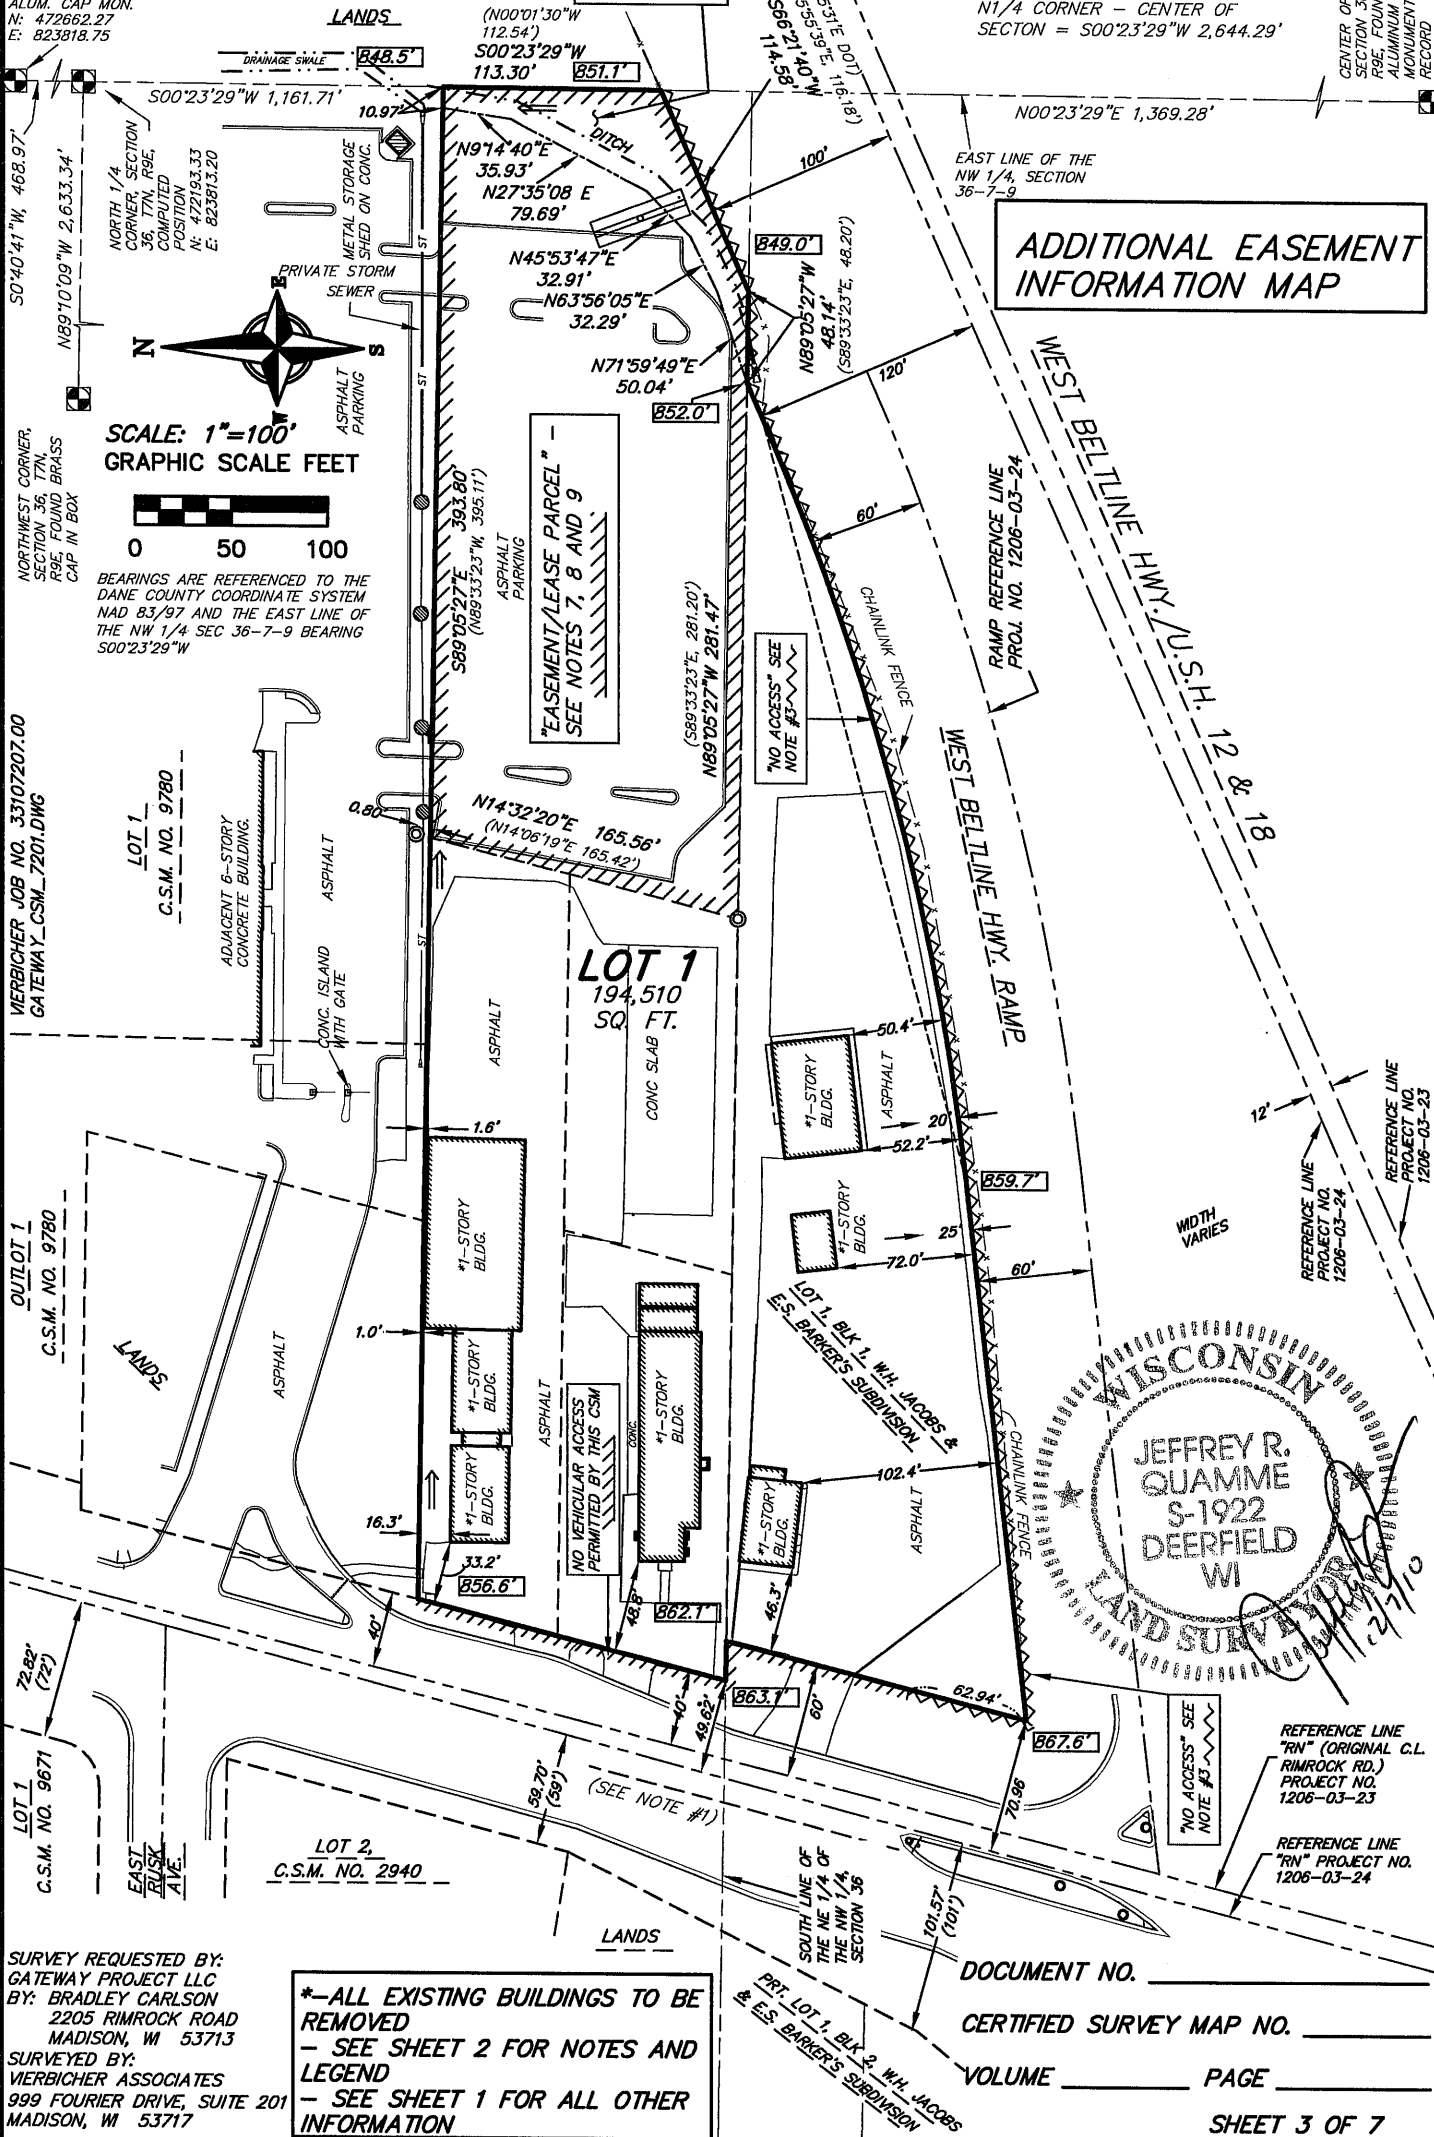 ALUM. CAP MON.
N: 472662.27
E: 823818.75
LANDS
DRAINAGE SWALE
848.5'
(N00°01'30"W
112.54')
S00°23'29"W
113.30'
851.1'
S66°21'40"W
114.58'
N1/4 CORNER – CENTER OF
SECTON = S00°23'29"W 2,644.29'
ALUMINUM
MONUMENT
RECORD
S00°23'29"W 1,161.71'
N00°23'29"E 1,369.28'
EAST LINE OF THE
NW 1/4, SECTION
36-7-9
S0°40'41"W, 468.97'
N89°10'09"W 2,633.34'
NORTH 1/4
CORNER, SECTION
36, T7N, R9E,
COMPUTED
POSITION
N: 472193.33
E: 823813.20
METAL STORAGE
SHED ON CONC.
10.97'
DITCH
N9°14'40"E
35.93'
N27°35'08 E
79.69'
N45°53'47"E
32.91'
N63°56'05"E
32.29'
N71°59'49"E
50.04'
852.0'
849.0'
N89°05'27"W
48.14'
(S89°33'23"E, 48.20')
100'
120'
60'
ADDITIONAL EASEMENT
INFORMATION MAP
PRIVATE STORM
SEWER
ST
ST
N
E
S
W
ASPHALT
PARKING
SCALE: 1"=100'
GRAPHIC SCALE FEET
0 50 100
NORTHWEST CORNER,
SECTION 36, T7N,
R9E, FOUND BRASS
CAP IN BOX
BEARINGS ARE REFERENCED TO THE
DANE COUNTY COORDINATE SYSTEM
NAD 83/97 AND THE EAST LINE OF
THE NW 1/4 SEC 36-7-9 BEARING
S00°23'29"W
S89°05'27"E 393.80'
(N89°33'23"W, 395.11')
ASPHALT
PARKING
"EASEMENT/LEASE PARCEL" –
SEE NOTES 7, 8 AND 9
(S89°33'23"E, 281.20')
N89°05'27"W 281.47'
"NO ACCESS" SEE
NOTE #3
CHAINLINK FENCE
RAMP REFERENCE LINE
PROJ. NO. 1206-03-24
WEST BELTLINE HWY./U.S.H. 12 & 18
WEST BELTLINE HWY. RAMP
VIERBICHER JOB NO. 33107207.00
GATEWAY_CSM_7201.DWG
LOT 1
C.S.M. NO. 9780
ADJACENT 6-STORY
CONCRETE BUILDING.
ASPHALT
0.80'
N14°32'20"E 165.56'
(N14°06'19"E 165.42')
CONC. ISLAND
WITH GATE
ST
LOT 1
194,510
SQ. FT.
ASPHALT
CONC SLAB
*1-STORY
BLDG.
50.4'
ASPHALT
20'
52.2'
859.7'
*1-STORY
BLDG.
25'
72.0'
60'
12'
REFERENCE LINE
PROJECT NO.
1206-03-24
REFERENCE LINE
PROJECT NO.
1206-03-23
WIDTH
VARIES
1.6'
*1-STORY
BLDG.
OUTLOT 1
C.S.M. NO. 9780
LANDS
ASPHALT
1.0'
*1-STORY
BLDG.
*1-STORY
BLDG.
ASPHALT
NO VEHICULAR ACCESS
PERMITTED BY THIS CSM
CONC.
*1-STORY
BLDG.
LOT 1, BLK 1, W.H. JACOBS &
E.S. BARKER'S SUBDIVISION
102.4'
*1-STORY
BLDG.
ASPHALT
CHAINLINK FENCE
WISCONSIN
JEFFREY R.
QUAMME
S-1922
DEERFIELD
WI
LAND SURVEYOR
12/7/10
16.3'
33.2'
856.6'
48.8'
862.1'
46.3'
40'
72.82'
(72')
863.1'
40'
49.62'
60'
62.94'
867.6'
"NO ACCESS" SEE
NOTE #3
REFERENCE LINE
"RN" (ORIGINAL C.L.
RIMROCK RD.)
PROJECT NO.
1206-03-23
REFERENCE LINE
"RN" PROJECT NO.
1206-03-24
LOT 1
C.S.M. NO. 9671
EAST
RUSK
AVE.
59.70'
(59')
(SEE NOTE #1)
70.96
LOT 2,
C.S.M. NO. 2940
SOUTH LINE OF
THE NE 1/4 OF
THE NW 1/4,
SECTION 36
101.57'
(101')
LANDS
PRT. LOT 1, BLK 2, W.H. JACOBS
& E.S. BARKER'S SUBDIVISION
SURVEY REQUESTED BY:
GATEWAY PROJECT LLC
BY: BRADLEY CARLSON
2205 RIMROCK ROAD
MADISON, WI 53713
SURVEYED BY:
VIERBICHER ASSOCIATES
999 FOURIER DRIVE, SUITE 201
MADISON, WI 53717
*–ALL EXISTING BUILDINGS TO BE
REMOVED
– SEE SHEET 2 FOR NOTES AND
LEGEND
– SEE SHEET 1 FOR ALL OTHER
INFORMATION
DOCUMENT NO.
CERTIFIED SURVEY MAP NO.
VOLUME PAGE
SHEET 3 OF 7